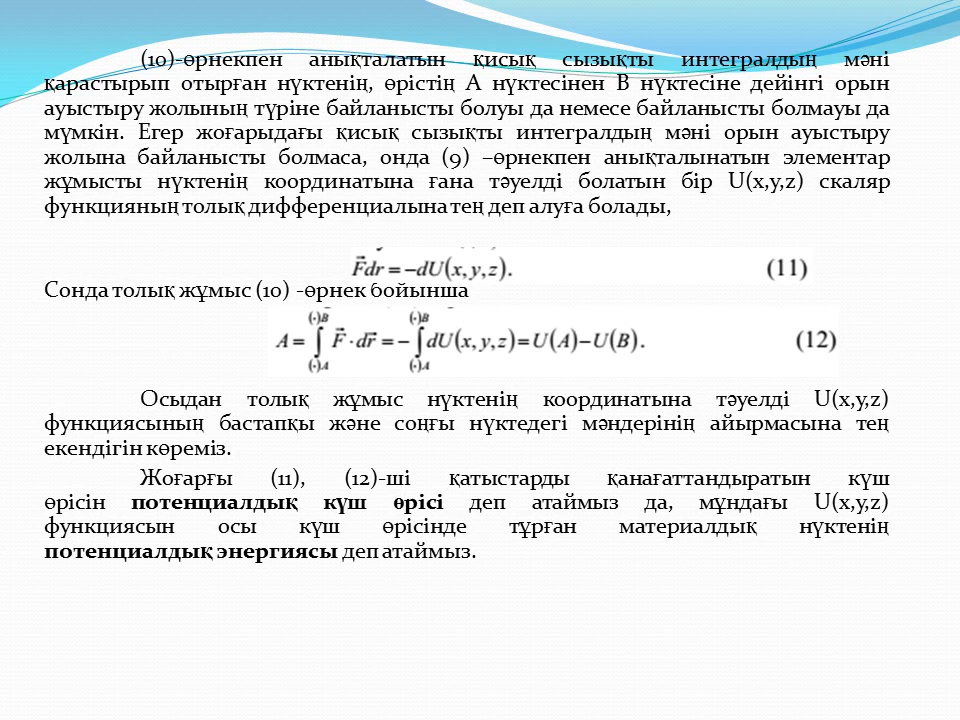 (10)-өрнекпен анықталатын қисық сызықты интегралдың мәні
қарастырып отырған нүктенің, өрістің А нүктесінен В нүктесіне дейінгі орын
ауыстыру жолының түріне байланысты болуы да немесе байланысты болмауы да
мүмкін. Егер жоғарыдағы қисық сызықты интегралдың мәні орын ауыстыру
жолына байланысты болмаса, онда (9) –өрнекпен анықталынатын элементар
жұмысты нүктенің координатына ғана тәуелді болатын бір U(x,y,z) скаляр
функцияның толық дифференциалына тең деп алуға болады,
F⃗dr = −dU(x, y, z). (11)
Сонда толық жұмыс (10) -өрнек бойынша
A = ∫_{(·)A}^{(·)B} F⃗ · dr⃗ = − ∫_{(·)A}^{(·)B} dU(x, y, z) = U(A) − U(B). (12)
Осыдан толық жұмыс нүктенің координатына тәуелді U(x,y,z)
функциясының бастапқы және соңғы нүктедегі мәндерінің айырмасына тең
екендігін көреміз.
Жоғарғы (11), (12)-ші қатыстарды қанағаттандыратын күш
өрісін потенциалдық күш өрісі деп атаймыз да, мұндағы U(x,y,z)
функциясын осы күш өрісінде тұрған материалдық нүктенің
потенциалдық энергиясы деп атаймыз.